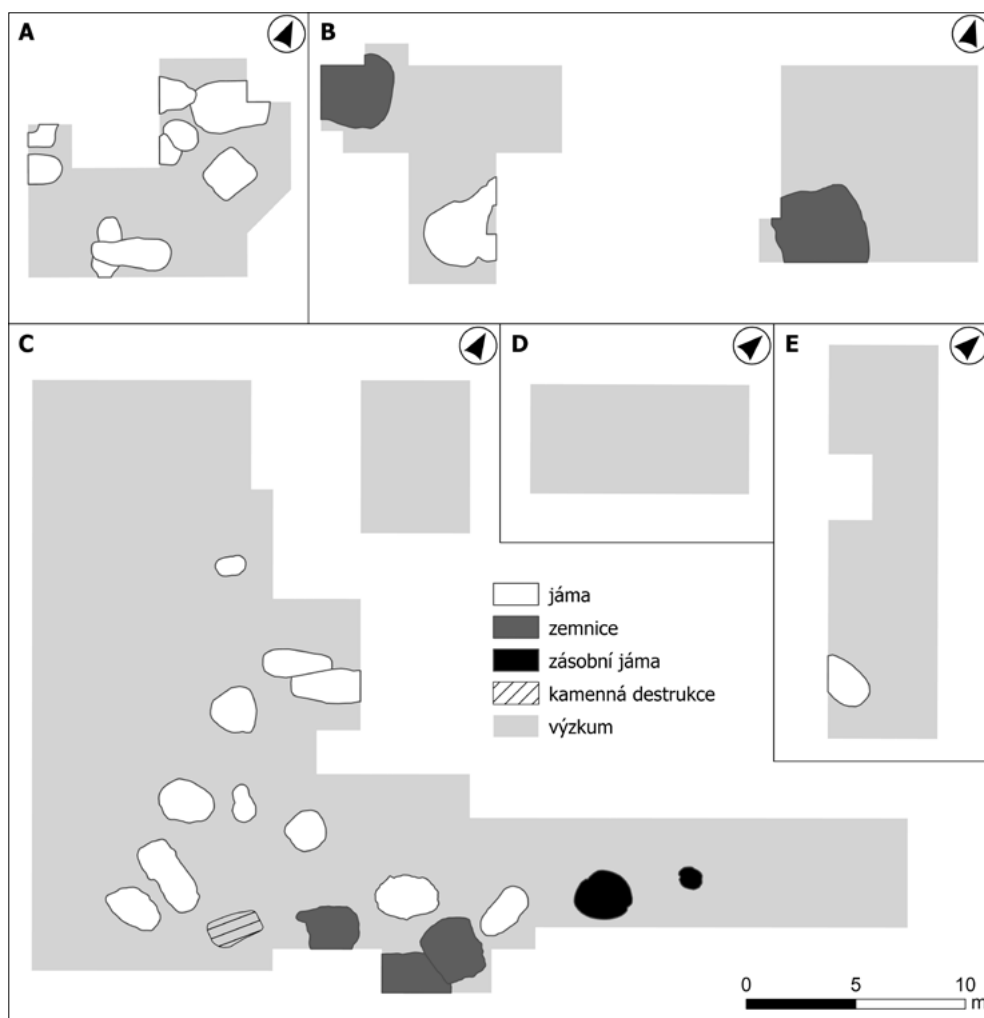 A
B
C
D
E
jáma
zemnice
zásobní jáma
kamenná destrukce
výzkum
0 5 10
m